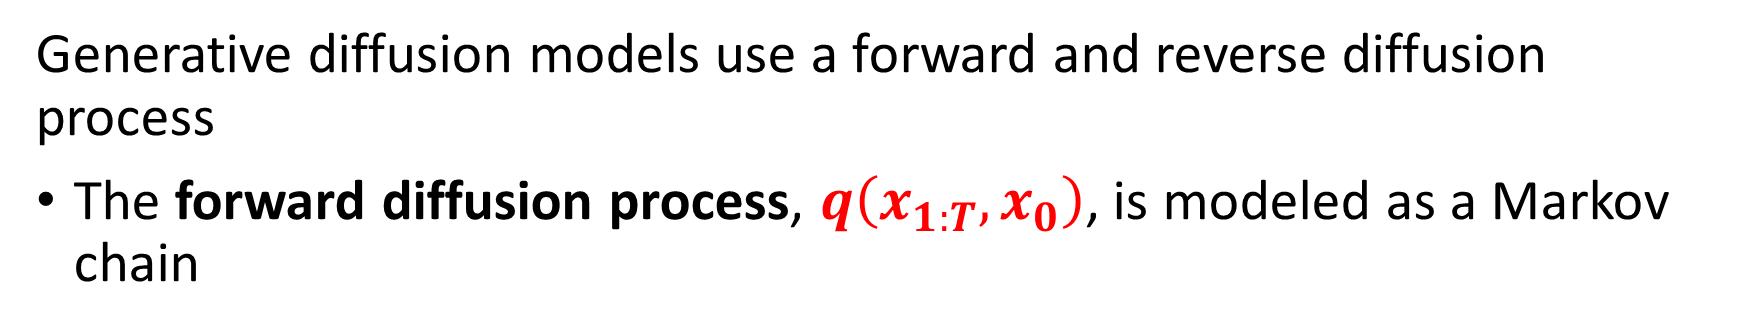 Generative diffusion models use a forward and reverse diffusion
process
• The forward diffusion process, q(x₁:T, x₀), is modeled as a Markov
chain